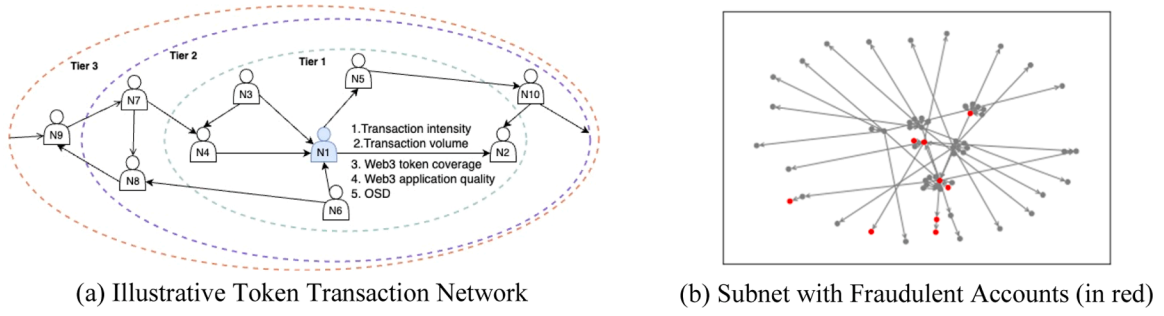 Tier 3
Tier 2
Tier 1
N5
N7
N3
N10
N9
N4
N1
N2
N8
N6
1.Transaction intensity
2.Transaction volume
3. Web3 token coverage
4. Web3 application quality
5. OSD
(a) Illustrative Token Transaction Network
(b) Subnet with Fraudulent Accounts (in red)